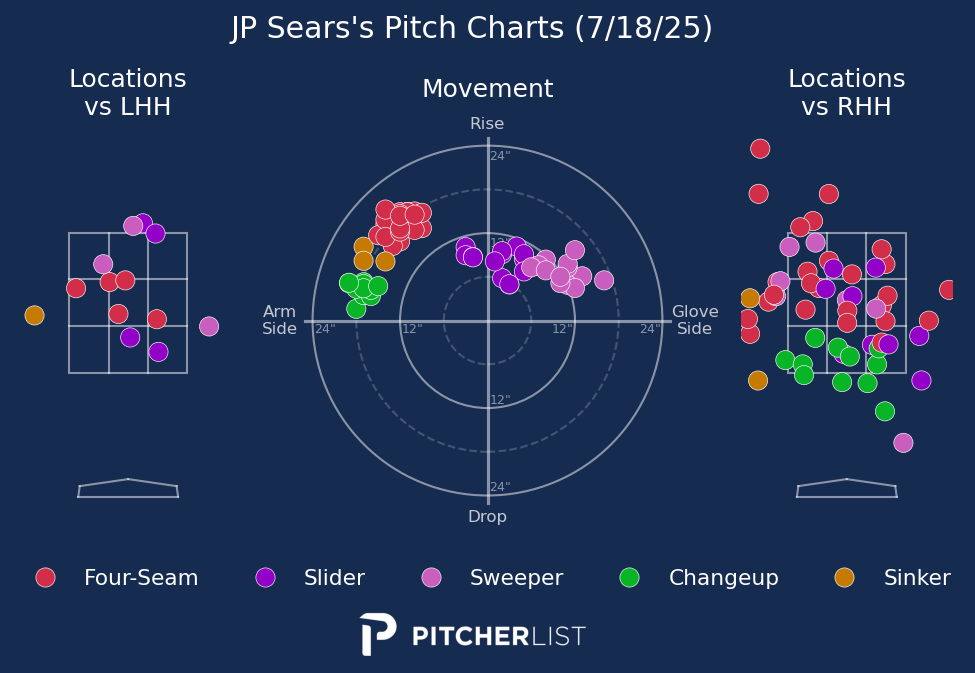 JP Sears's Pitch Charts (7/18/25)
Locations
vs LHH
Movement
Locations
vs RHH
Rise
24"
12"
Arm
Side
24"
12"
12"
24"
Glove
Side
12"
24"
Drop
Four-Seam
Slider
Sweeper
Changeup
Sinker
PITCHERLIST